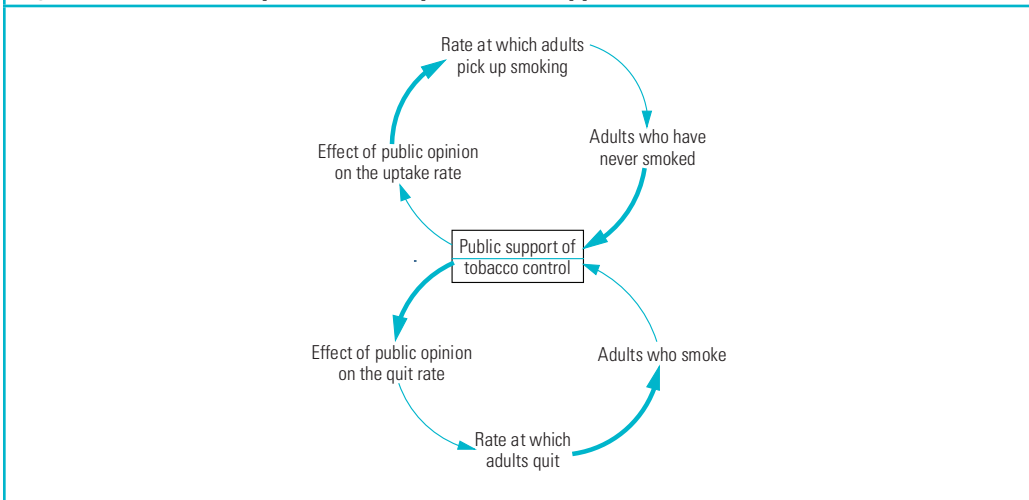 Rate at which adults
pick up smoking
Adults who have
never smoked
Effect of public opinion
on the uptake rate
Public support of
tobacco control
Effect of public opinion
on the quit rate
Adults who smoke
Rate at which
adults quit